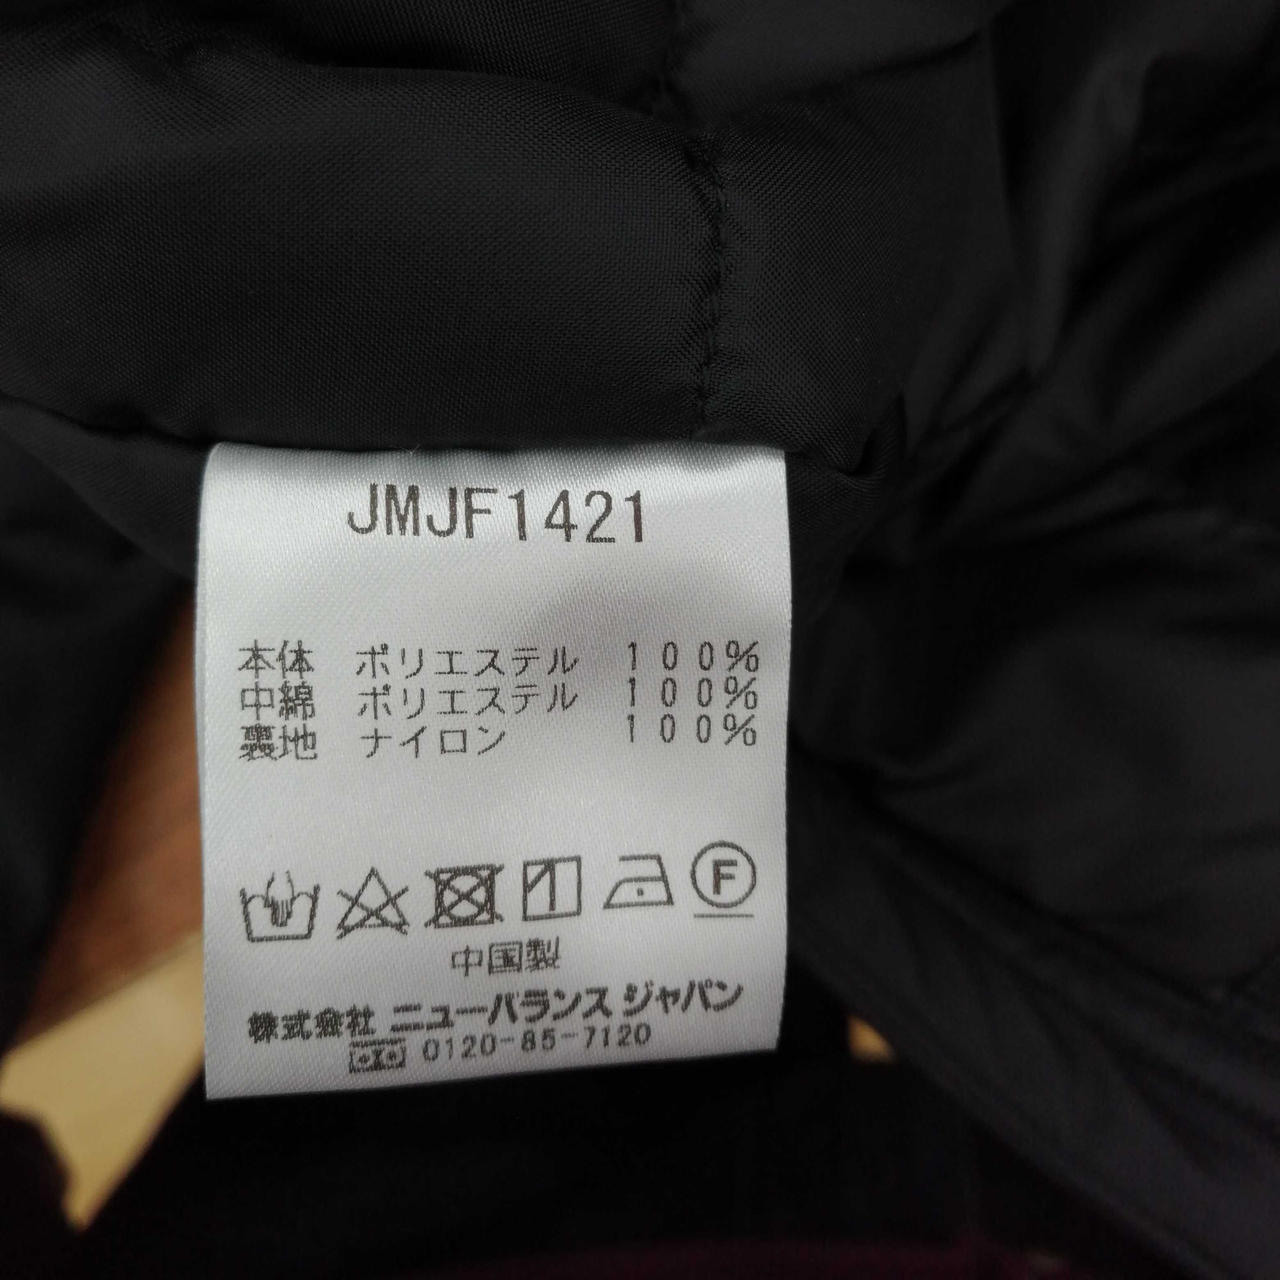 JMJF1421
本体 ポリエステル 100%
中綿 ポリエステル 100%
裏地 ナイロン 100%
F
中国製
株式会社 ニューバランス ジャパン
0120-85-7120